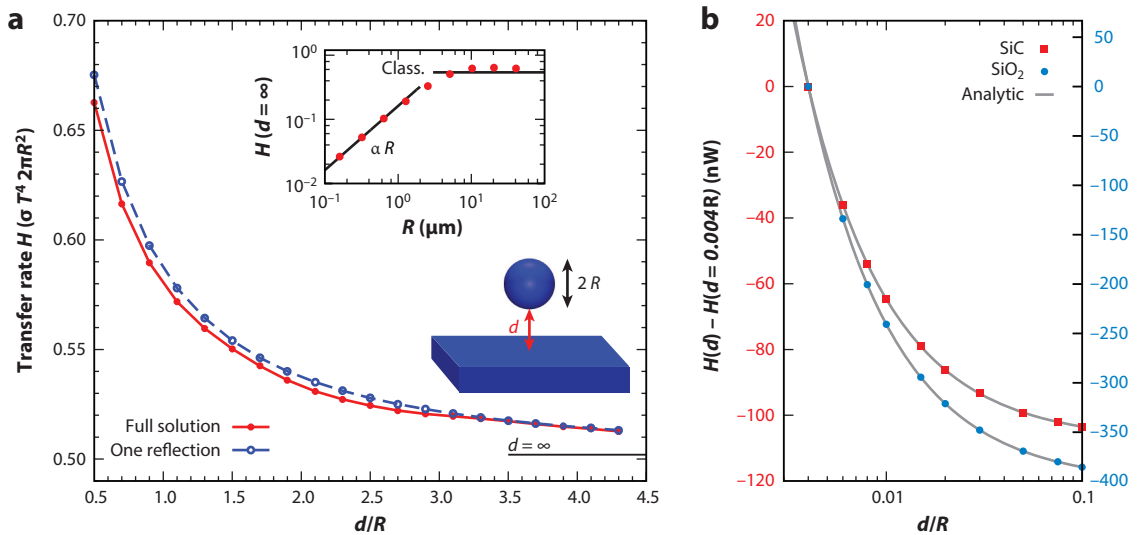 a
Transfer rate H (σ T⁴ 2πR²)
0.70
0.65
0.60
0.55
0.50
0.5
1.0
1.5
2.0
2.5
3.0
3.5
4.0
4.5
d/R
Full solution
One reflection
d = ∞
H (d = ∞)
10⁰
10⁻¹
10⁻²
Class.
α R
10⁻¹
10⁰
10¹
10²
R (μm)
2 R
d
b
H(d) – H(d = 0.004R) (nW)
20
0
–20
–40
–60
–80
–100
–120
50
0
–50
–100
–150
–200
–250
–300
–350
–400
SiC
SiO₂
Analytic
0.01
0.1
d/R